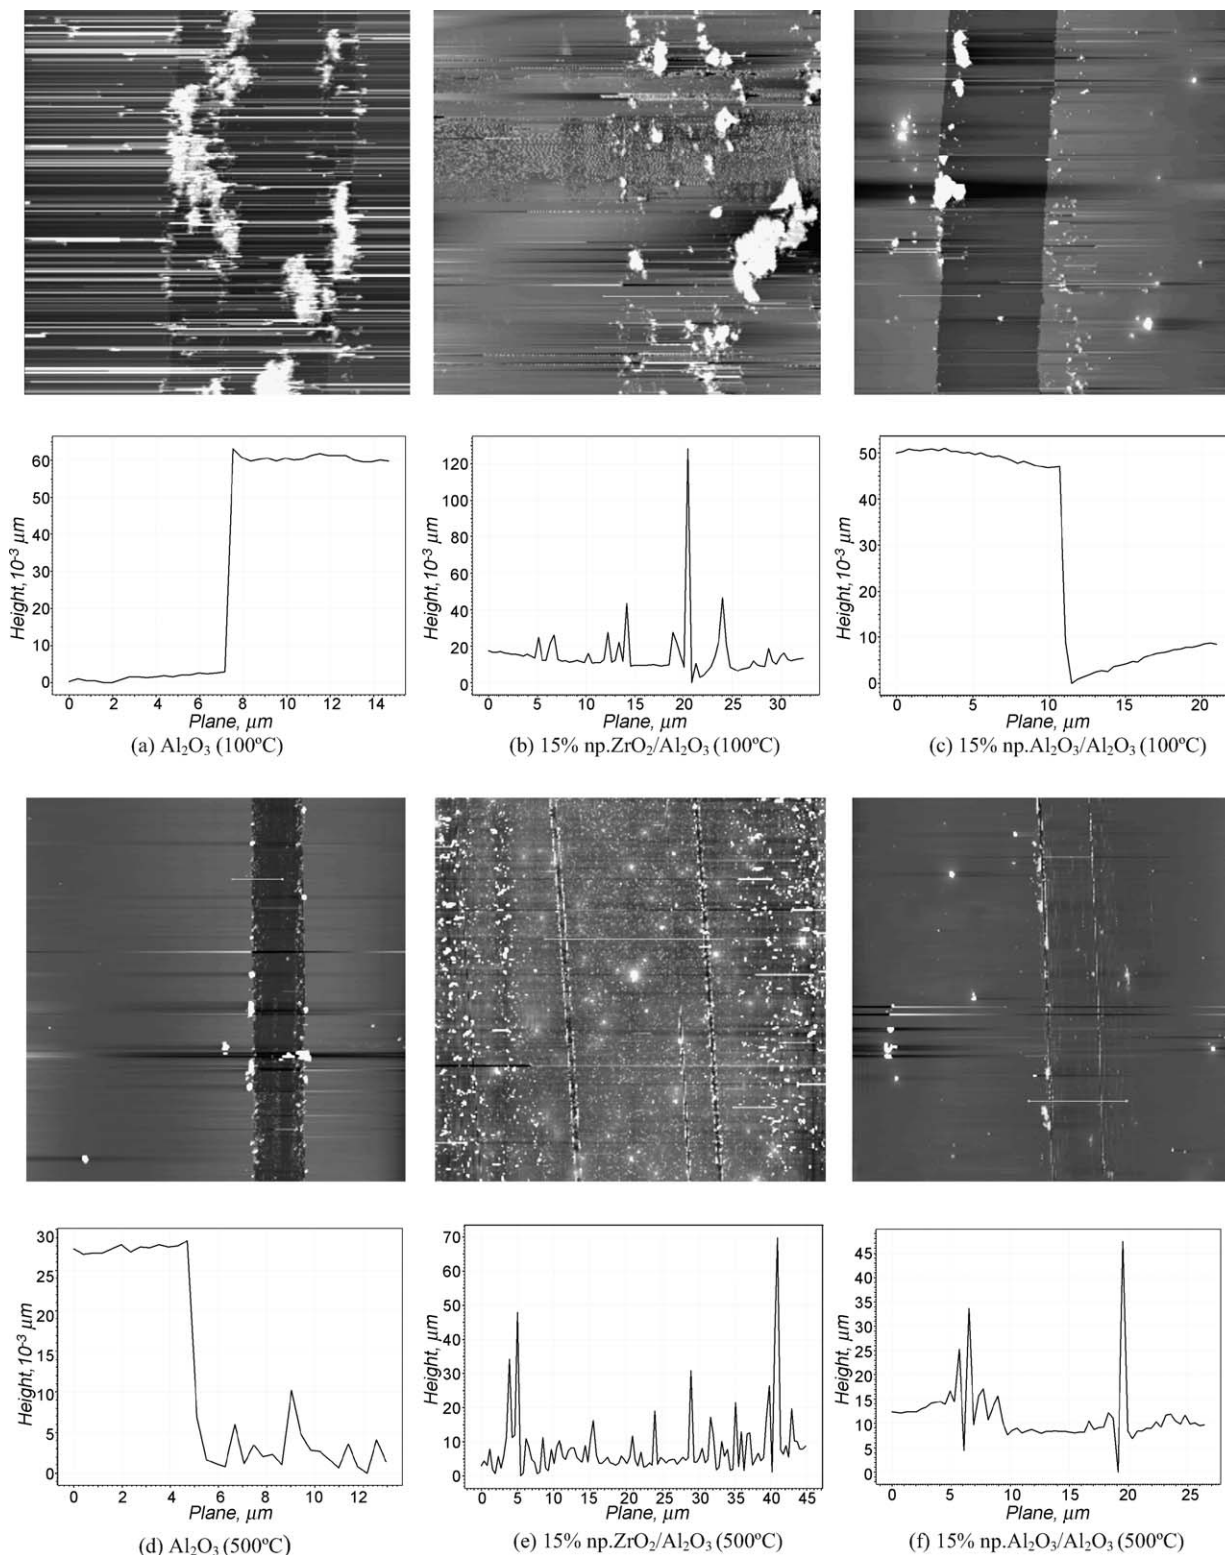 60
50
40
30
20
10
0
Height, 10⁻³ µm
0 2 4 6 8 10 12 14
Plane, µm
(a) Al₂O₃ (100ºC)
120
100
80
60
40
20
0
Height, 10⁻³ µm
0 5 10 15 20 25 30
Plane, µm
(b) 15% np.ZrO₂/Al₂O₃ (100ºC)
50
40
30
20
10
0
Height, 10⁻³ µm
0 5 10 15 20
Plane, µm
(c) 15% np.Al₂O₃/Al₂O₃ (100ºC)
30
25
20
15
10
5
0
Height, 10⁻³ µm
0 2 4 6 8 10 12
Plane, µm
(d) Al₂O₃ (500ºC)
70
60
50
40
30
20
10
0
Height, µm
0 5 10 15 20 25 30 35 40 45
Plane, µm
(e) 15% np.ZrO₂/Al₂O₃ (500ºC)
45
40
35
30
25
20
15
10
5
0
Height, µm
0 5 10 15 20 25
Plane, µm
(f) 15% np.Al₂O₃/Al₂O₃ (500ºC)